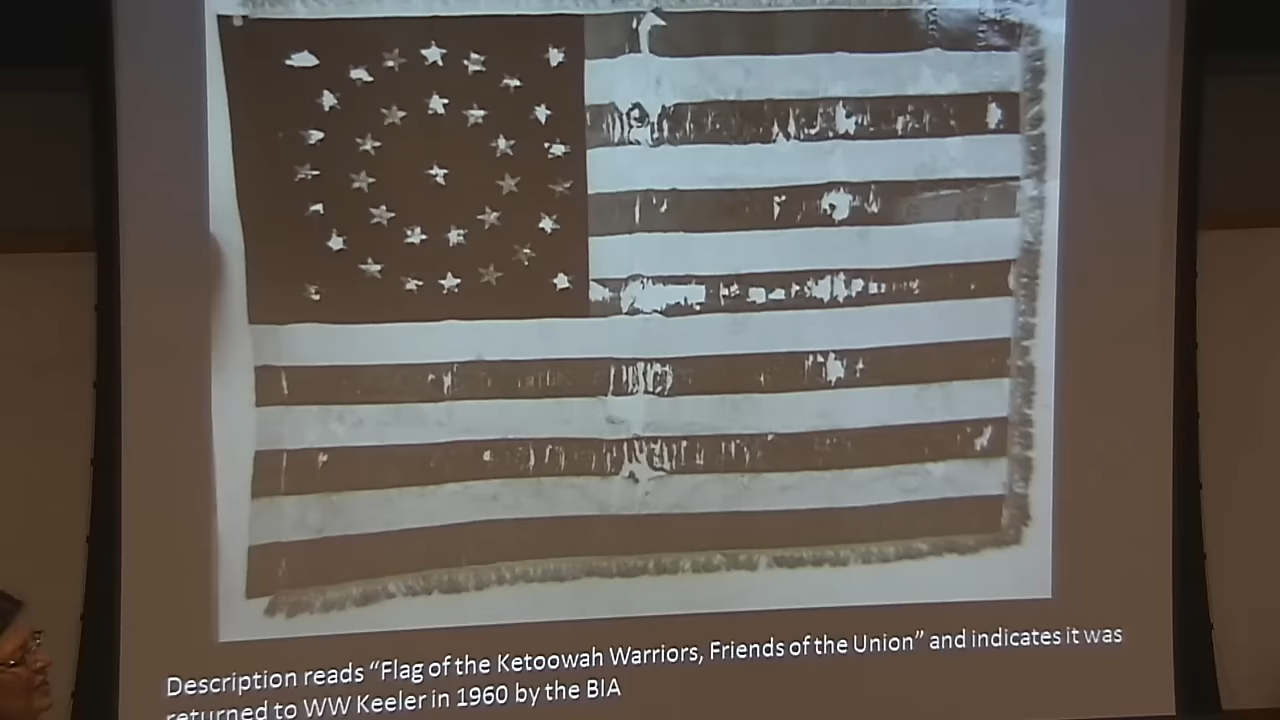 Description reads “Flag of the Ketoowah Warriors, Friends of the Union” and indicates it was
returned to WW Keeler in 1960 by the BIA